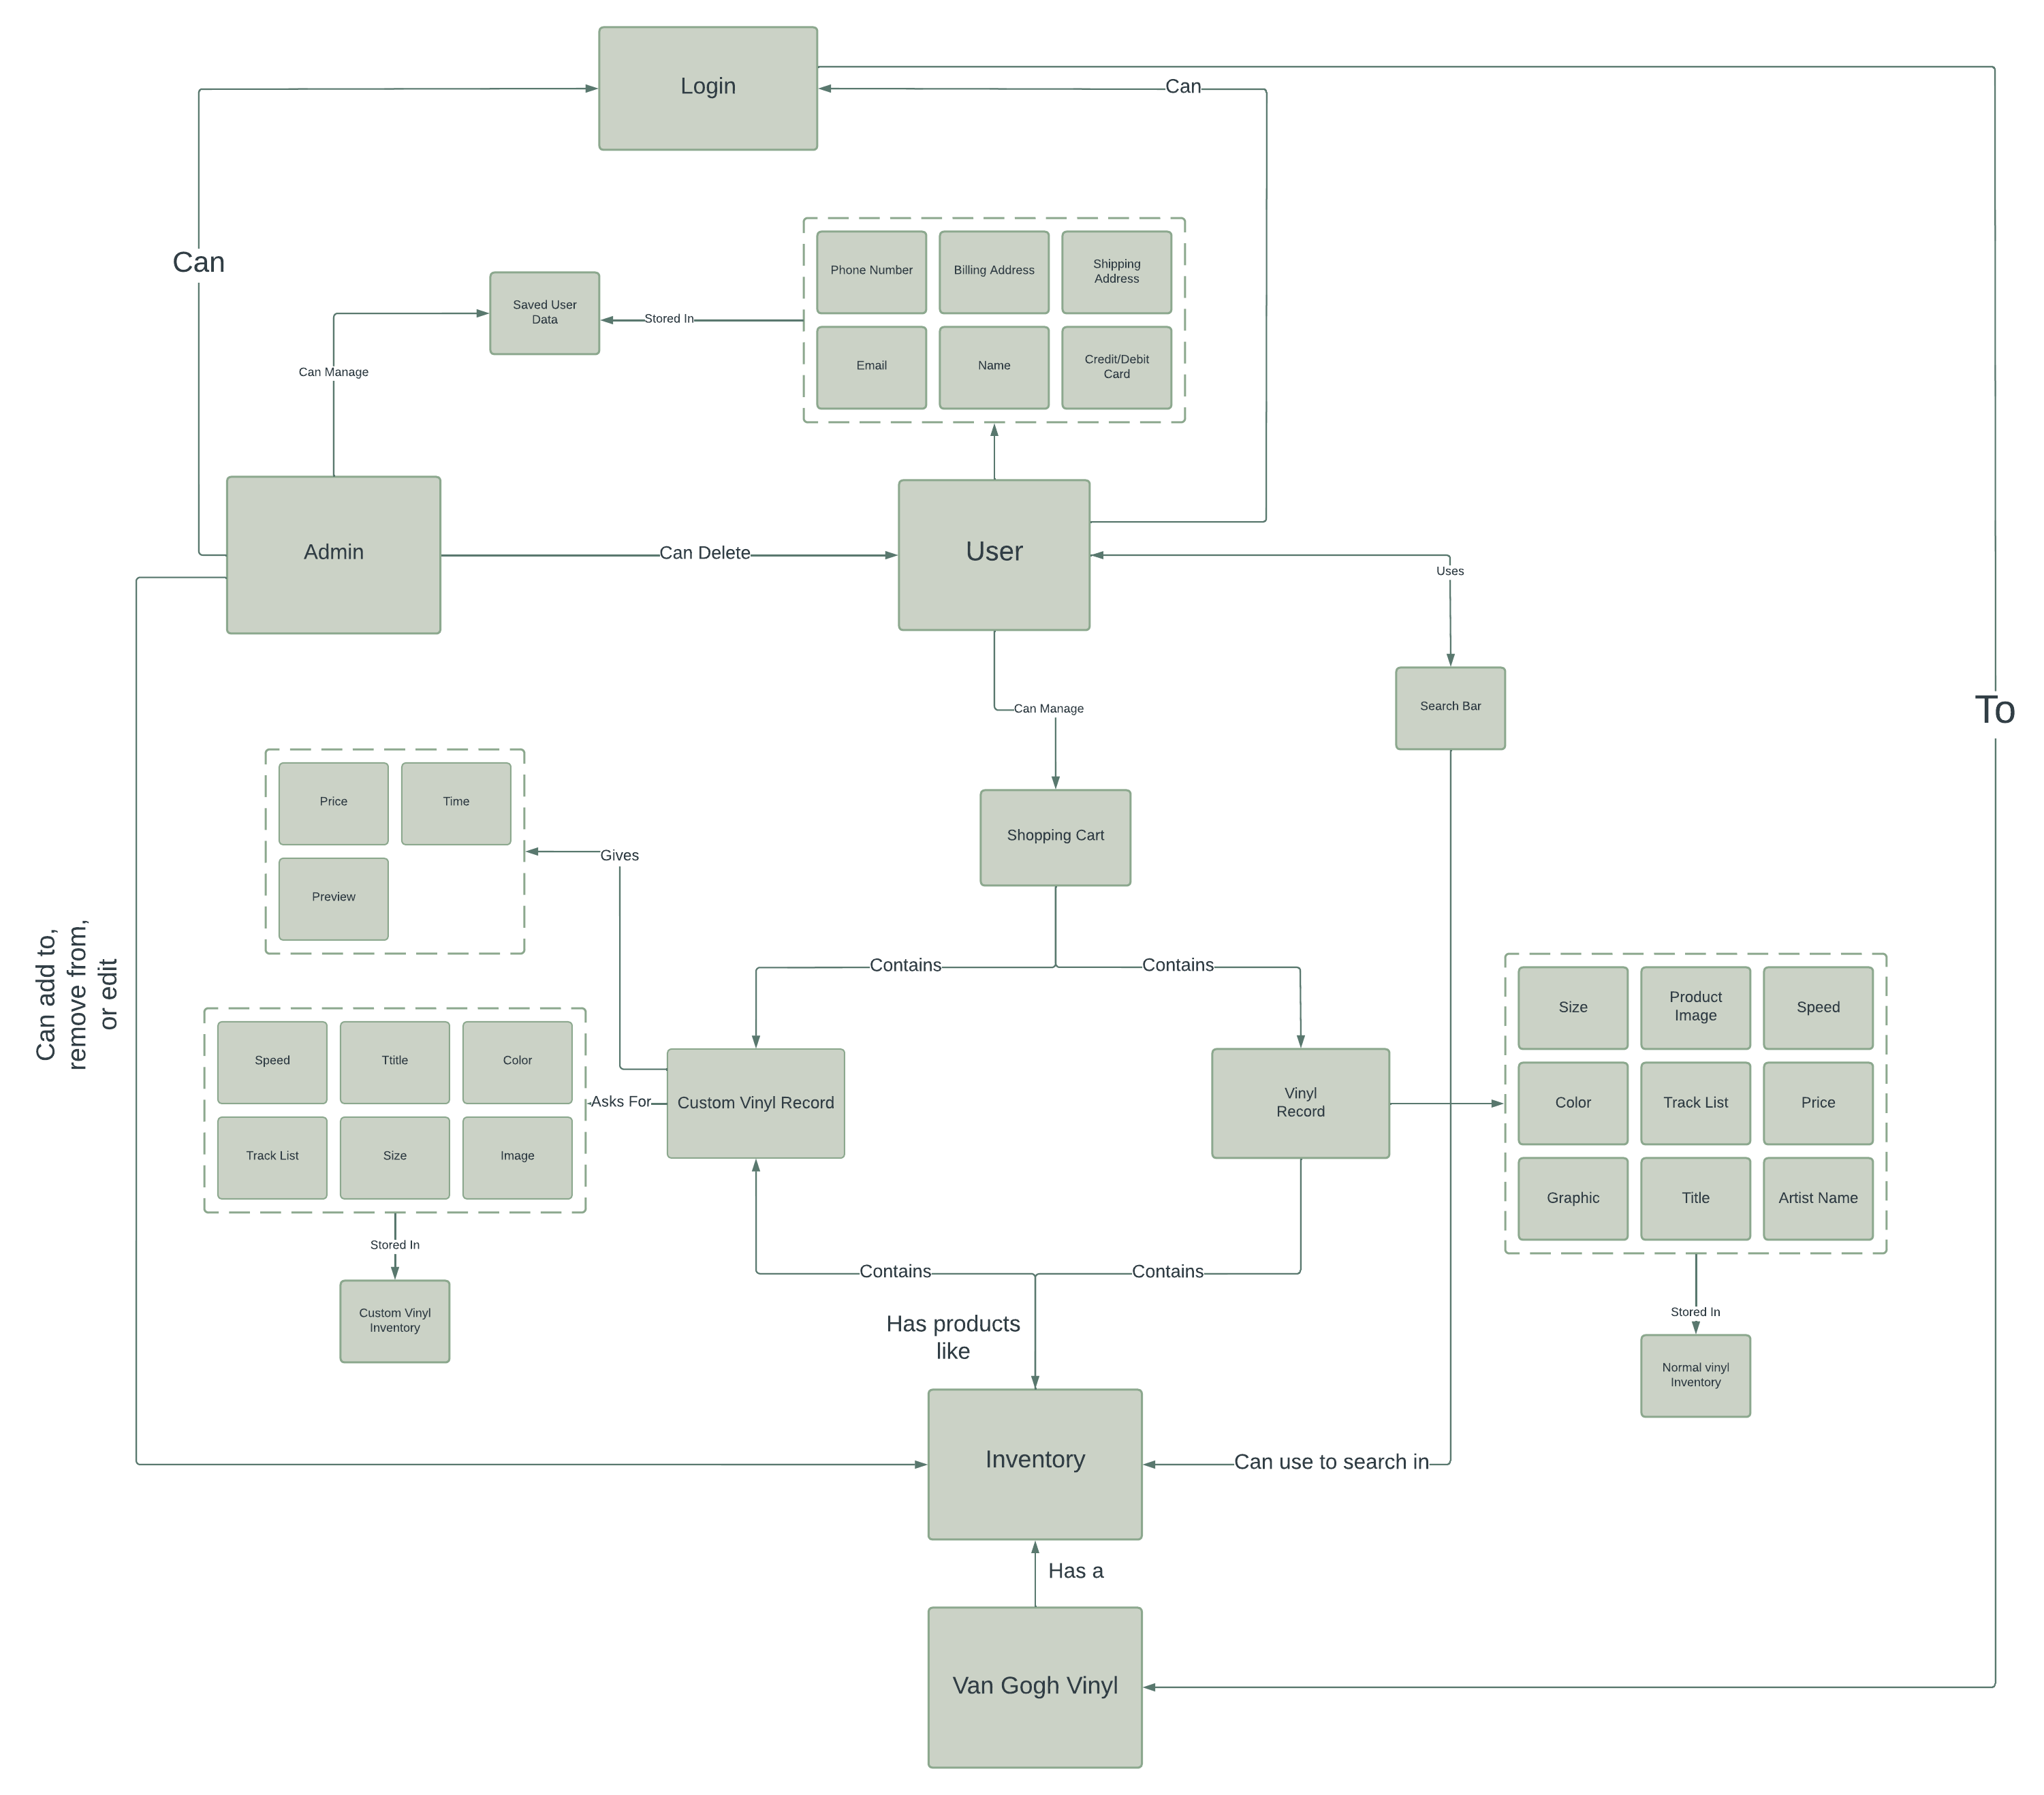 Login
Can
Can
Phone Number
Billing Address
Shipping
Address
Saved User
Data
Stored In
Email
Name
Credit/Debit
Card
Can Manage
Admin
Can Delete
User
Uses
Search Bar
To
Can Manage
Price
Time
Shopping Cart
Gives
Preview
Can add to,
remove from,
or edit
Contains
Contains
Size
Product
Image
Speed
Speed
Ttitle
Color
Asks For
Custom Vinyl Record
Vinyl
Record
Color
Track List
Price
Track List
Size
Image
Graphic
Title
Artist Name
Stored In
Contains
Contains
Custom Vinyl
Inventory
Has products
like
Stored In
Normal vinyl
Inventory
Inventory
Can use to search in
Has a
Van Gogh Vinyl